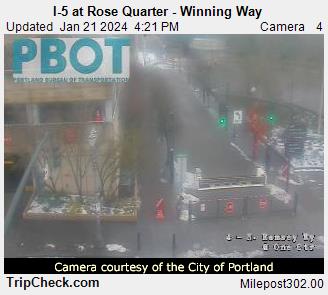 I-5 at Rose Quarter - Winning Way
Updated Jan 21 2024 4:21 PM Camera 4
PBOT
PORTLAND BUREAU OF TRANSPORTATION
Camera courtesy of the City of Portland
TripCheck.com Milepost302.00